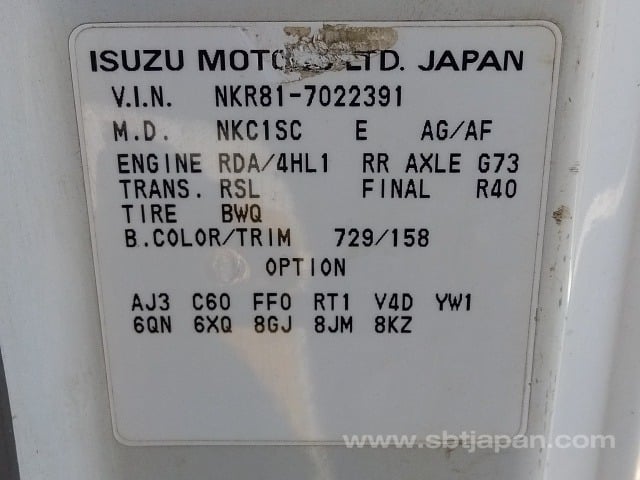 ISUZU MOTORS LTD. JAPAN
V.I.N. NKR81-7022391
M.D. NKC1SC E AG/AF
ENGINE RDA/4HL1 RR AXLE G73
TRANS. RSL FINAL R40
TIRE BWQ
B.COLOR/TRIM 729/158
OPTION
AJ3 C60 FF0 RT1 V4D YW1
6QN 6XQ 8GJ 8JM 8KZ
www.sbtjapan.com